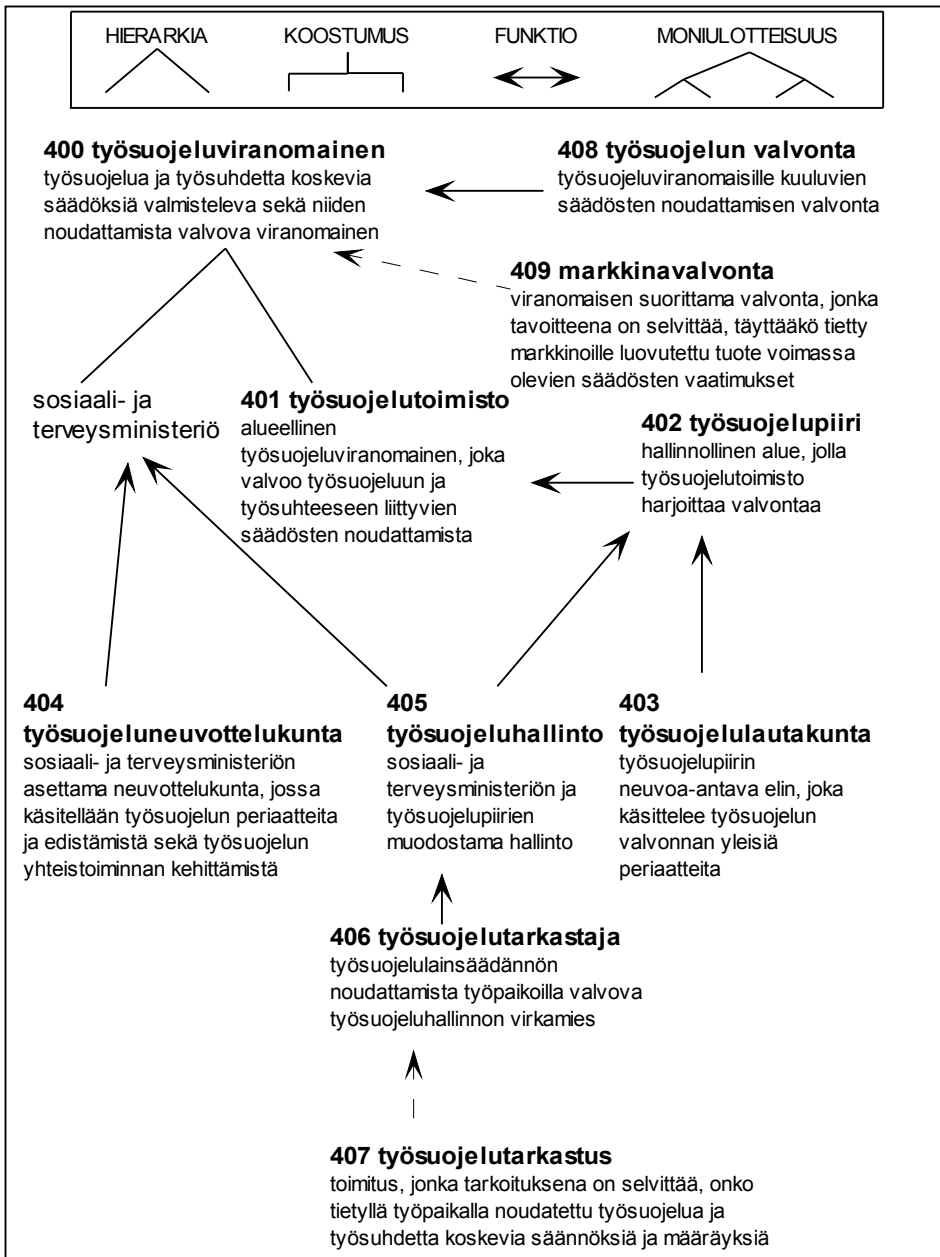 HIERARKIA KOOSTUMUS FUNKTIO MONIULOTTEISUUS
400 työsuojeluviranomainen
työsuojelua ja työsuhdetta koskevia
säädöksiä valmisteleva sekä niiden
noudattamista valvova viranomainen
408 työsuojelun valvonta
työsuojeluviranomaisille kuuluvien
säädösten noudattamisen valvonta
409 markkinavalvonta
viranomaisen suorittama valvonta, jonka
tavoitteena on selvittää, täyttääkö tietty
markkinoille luovutettu tuote voimassa
olevien säädösten vaatimukset
sosiaali- ja
terveysministeriö
401 työsuojelutoimisto
alueellinen
työsuojeluviranomainen, joka
valvoo työsuojeluun ja
työsuhteeseen liittyvien
säädösten noudattamista
402 työsuojelupiiri
hallinnollinen alue, jolla
työsuojelutoimisto
harjoittaa valvontaa
404
työsuojeluneuvottelukunta
sosiaali- ja terveysministeriön
asettama neuvottelukunta, jossa
käsitellään työsuojelun periaatteita
ja edistämistä sekä työsuojelun
yhteistoiminnan kehittämistä
405
työsuojeluhallinto
sosiaali- ja
terveysministeriön ja
työsuojelupiirien
muodostama hallinto
403
työsuojelulautakunta
työsuojelupiirin
neuvoa-antava elin, joka
käsittelee työsuojelun
valvonnan yleisiä
periaatteita
406 työsuojelutarkastaja
työsuojelulainsäädännön
noudattamista työpaikoilla valvova
työsuojeluhallinnon virkamies
407 työsuojelutarkastus
toimitus, jonka tarkoituksena on selvittää, onko
tietyllä työpaikalla noudatettu työsuojelua ja
työsuhdetta koskevia säännöksiä ja määräyksiä